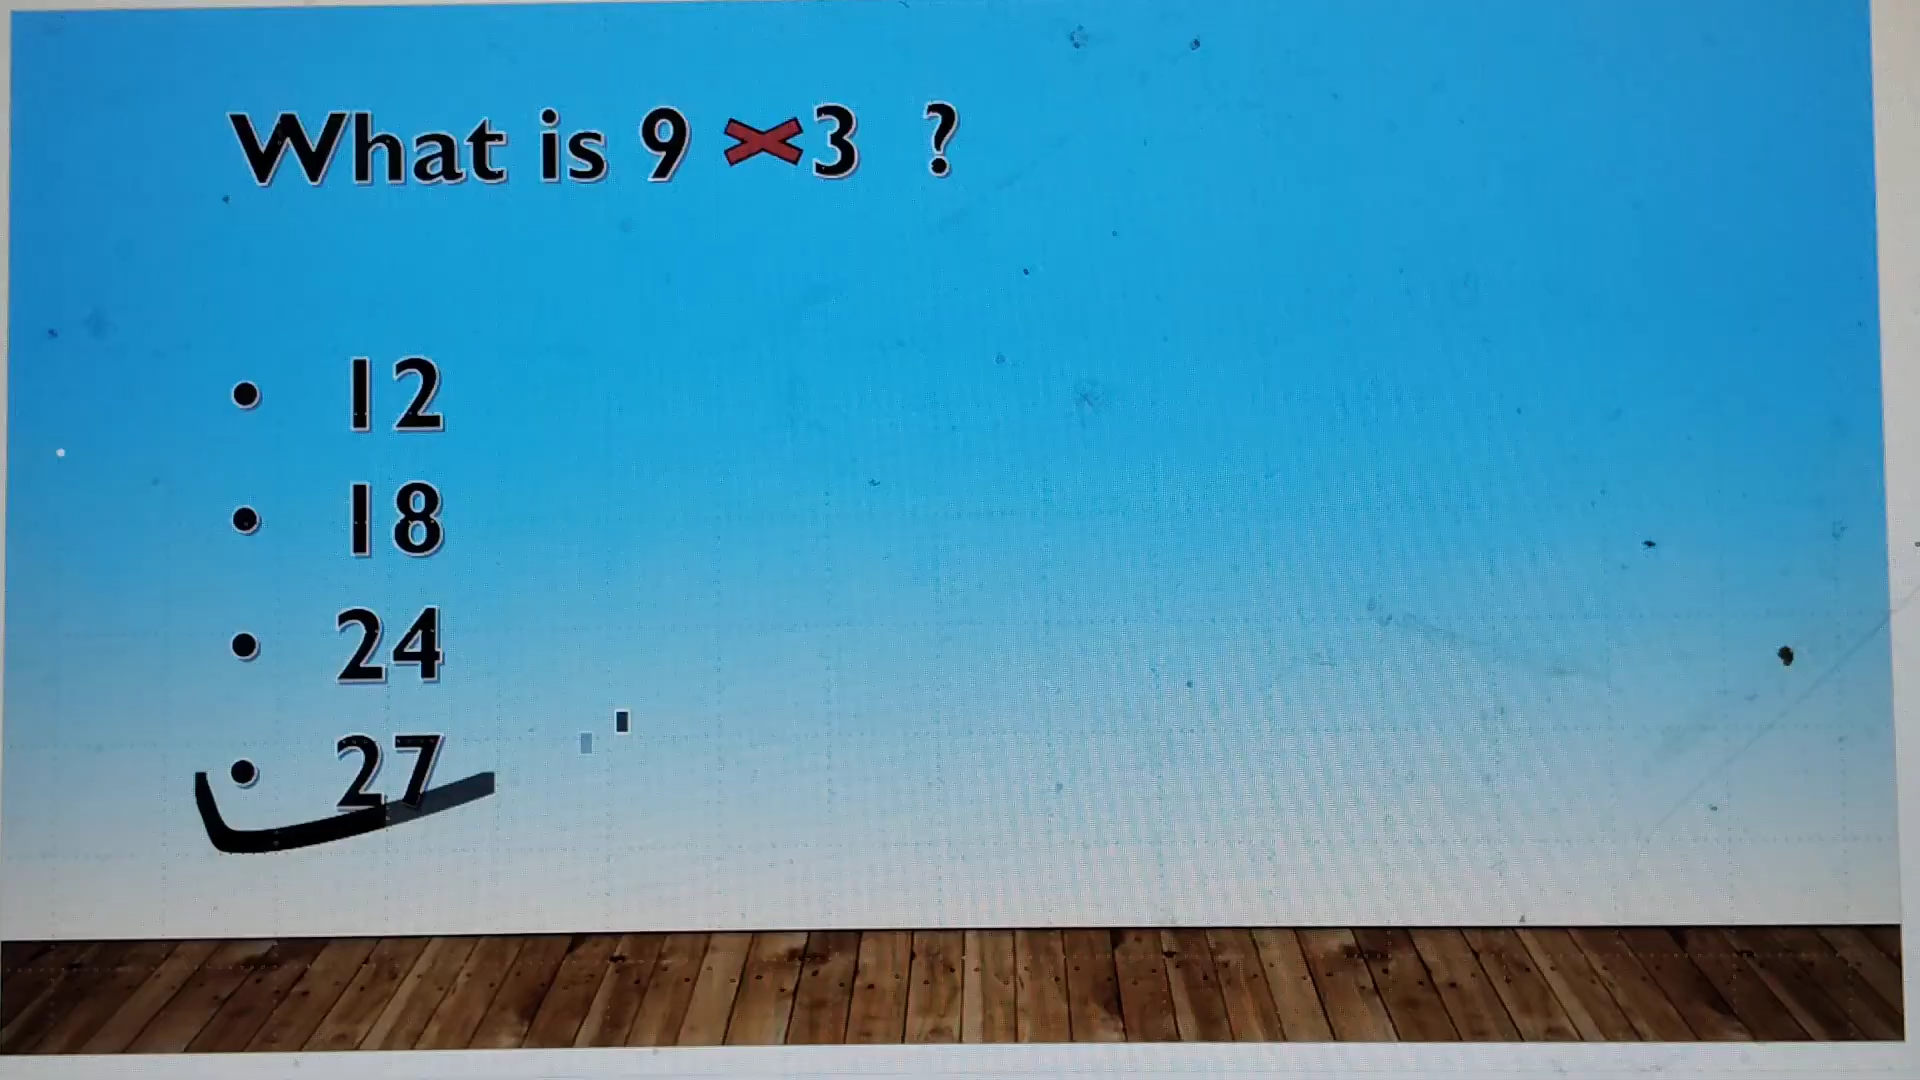 What is 9 × 3 ?
• 12
• 18
• 24
• 27